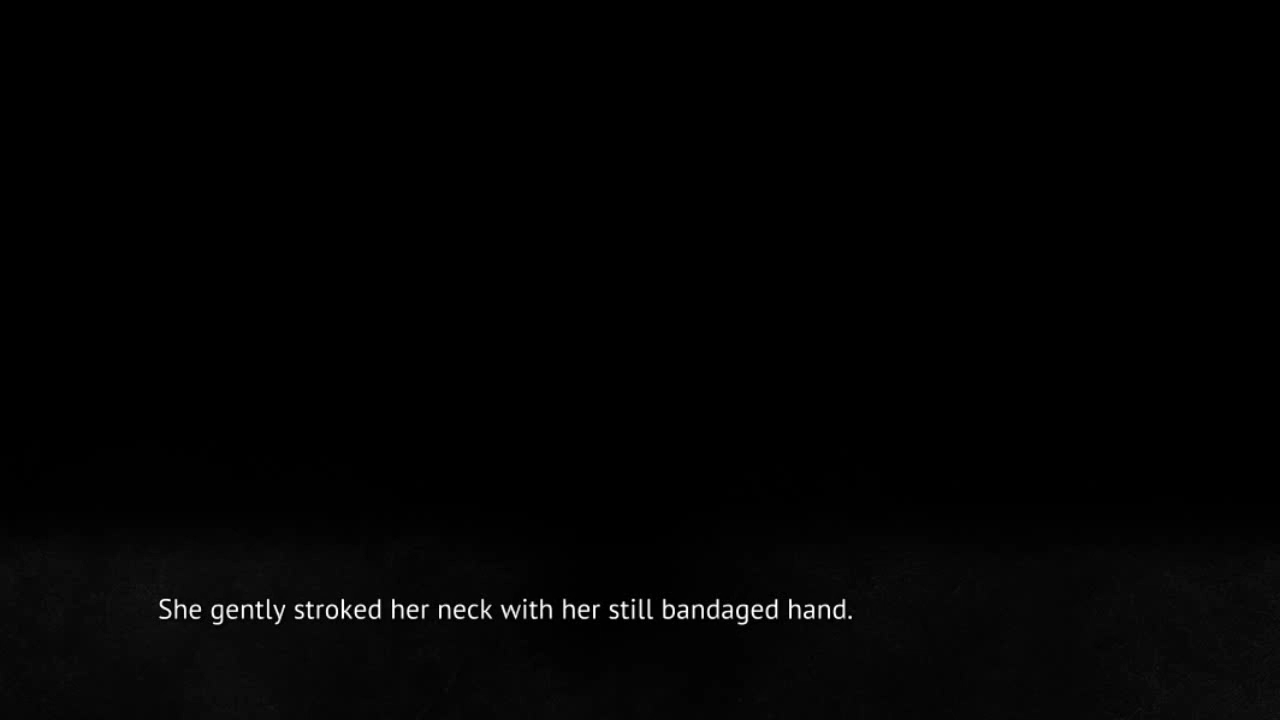 She gently stroked her neck with her still bandaged hand.